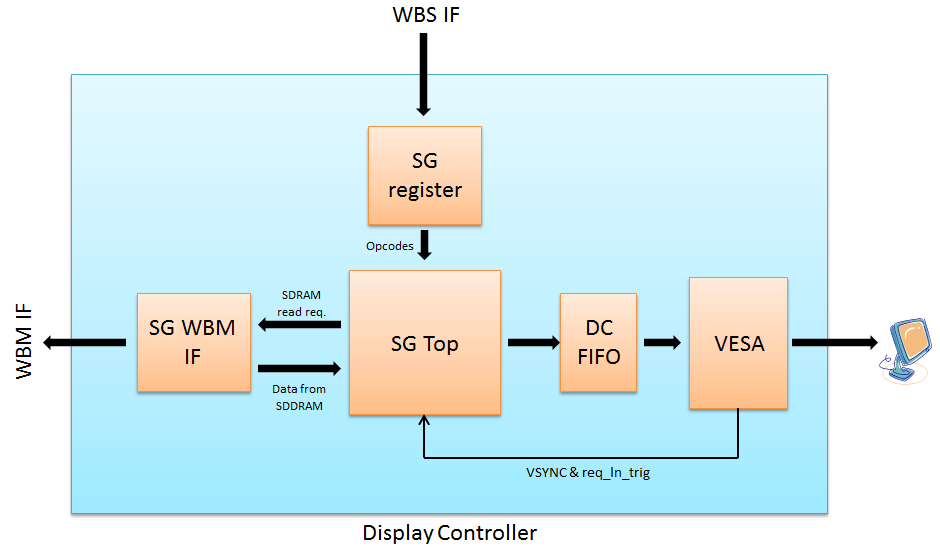 WBS IF
SG
register
Opcodes
SDRAM
read req.
SG WBM
IF
Data from
SDDRAM
SG Top
DC
FIFO
VESA
WBM IF
VSYNC & req_ln_trig
Display Controller